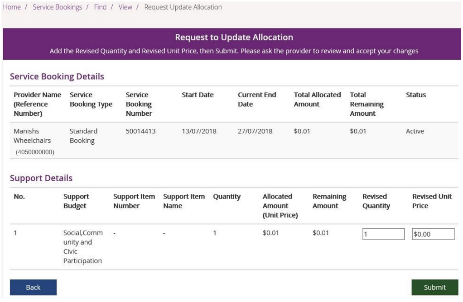 Home / Service Bookings / Find / View / Request Update Allocation
Request to Update Allocation
Add the Revised Quantity and Revised Unit Price, then Submit. Please ask the provider to review and accept your changes
Service Booking Details
Provider Name (Reference Number) Service Booking Type Service Booking Number Start Date Current End Date Total Allocated Amount Total Remaining Amount Status
Manishs Wheelchairs (4050000000) Standard Booking 50014413 13/07/2018 27/07/2018 $0.01 $0.01 Active
Support Details
No. Support Budget Support Item Number Support Item Name Quantity Allocated Amount (Unit Price) Remaining Amount Revised Quantity Revised Unit Price
1 Social,Comm unity and Civic Participation - - 1 $0.01 $0.01 1 $0.00
Back Submit